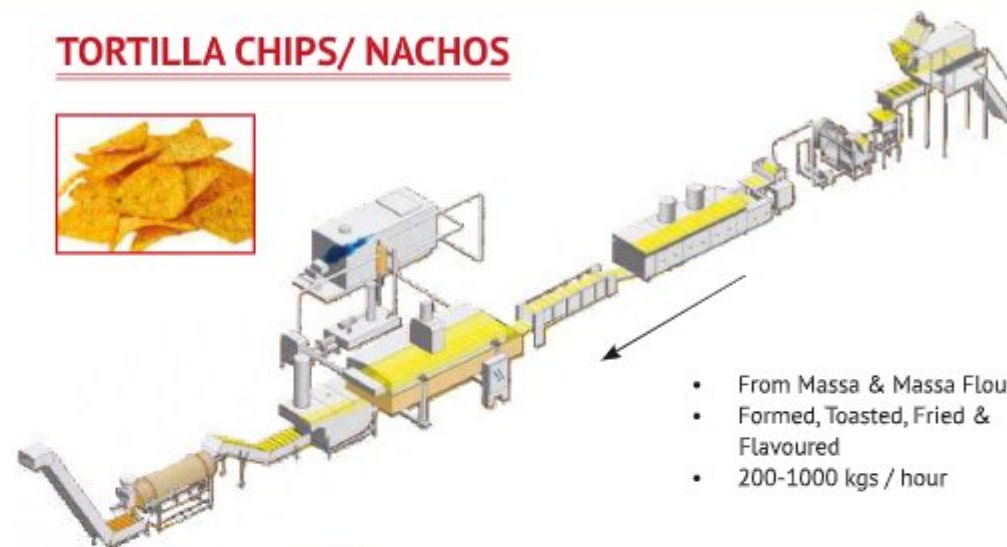 TORTILLA CHIPS/ NACHOS
• From Massa & Massa Flou
• Formed, Toasted, Fried &
Flavoured
• 200-1000 kgs / hour